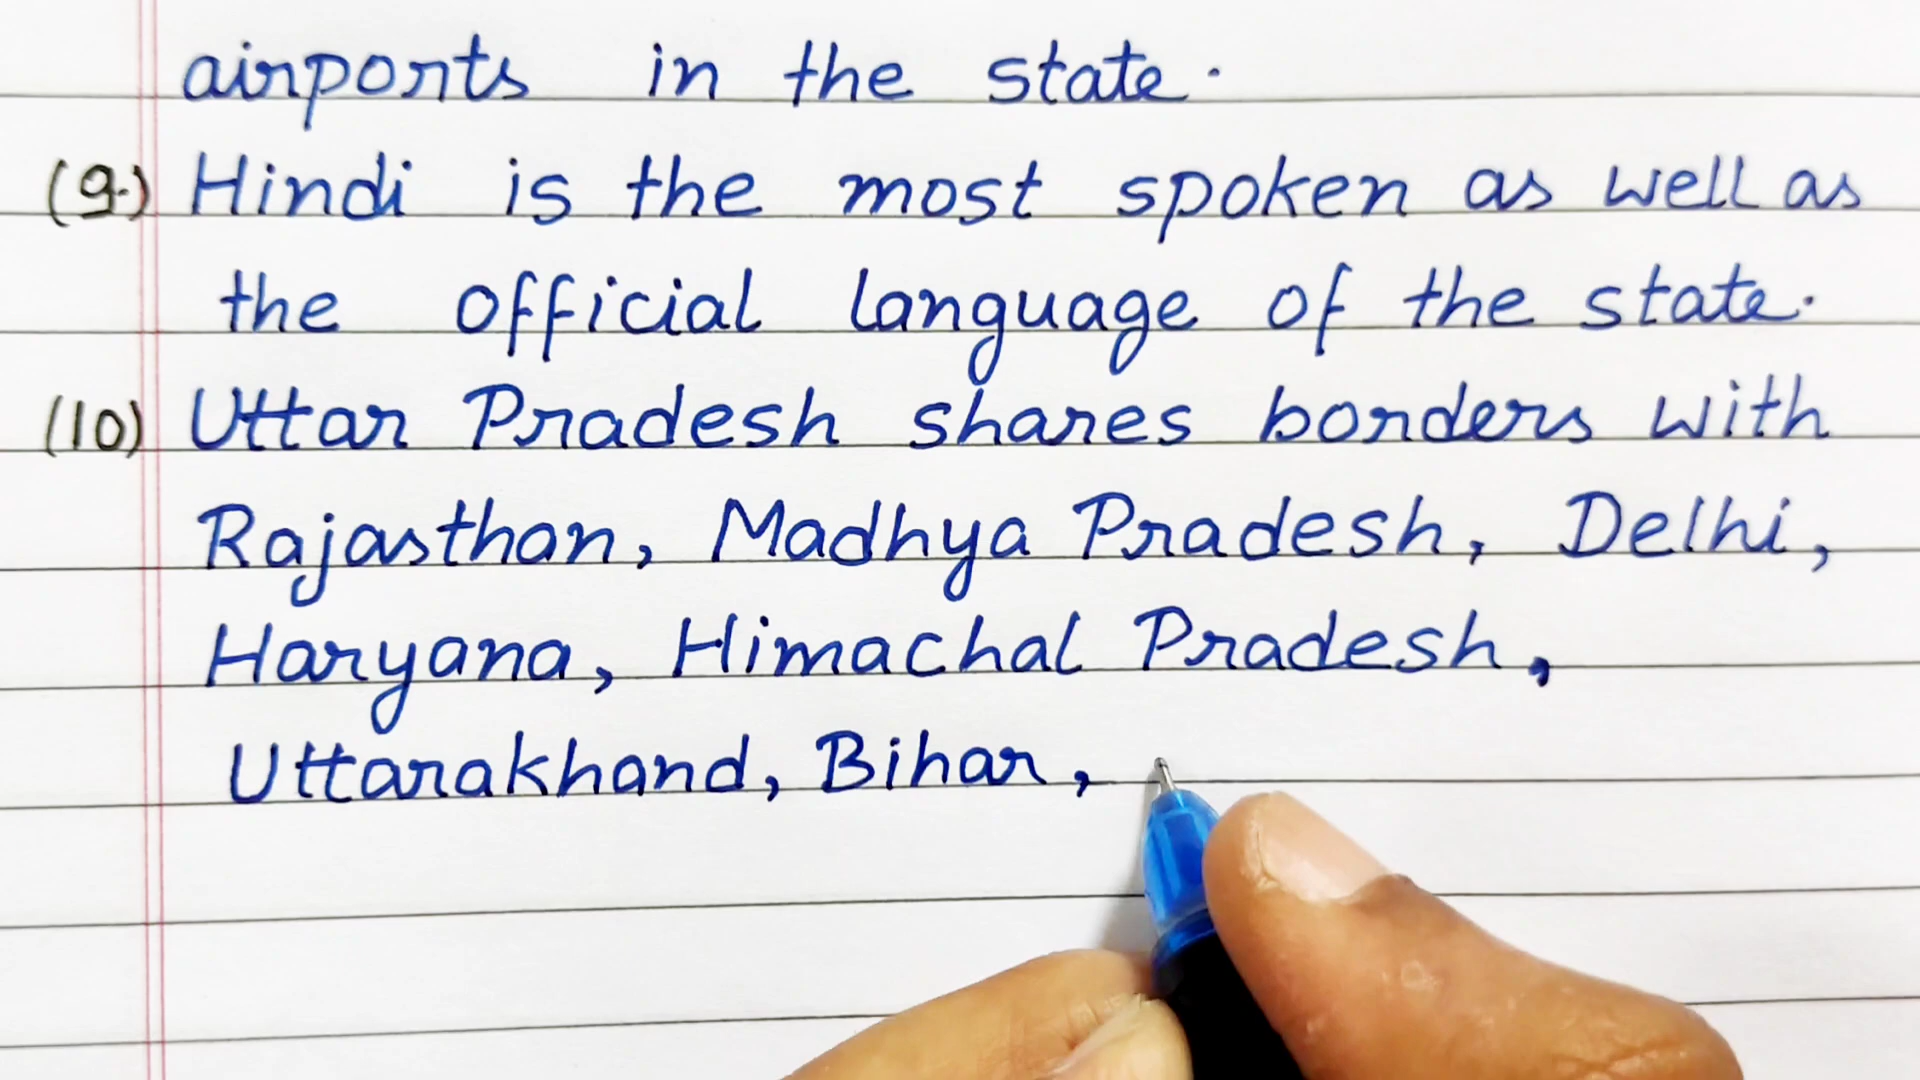 airports in the state.
(9.) Hindi is the most spoken as well as
the official language of the state.
(10) Uttar Pradesh shares borders with
Rajasthan, Madhya Pradesh, Delhi,
Haryana, Himachal Pradesh,
Uttarakhand, Bihar,